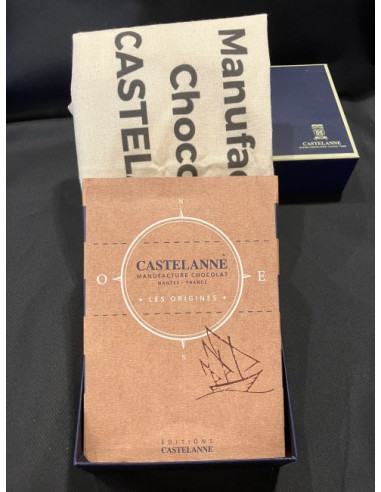 Manufac
Choco
CASTEL
CASTELANNE
N
O
E
CASTELANNE
MANUFACTURE CHOCOLAT
NANTES - FRANCE
• LES ORIGINES •
S
ÉDITIONS
CASTELANNE